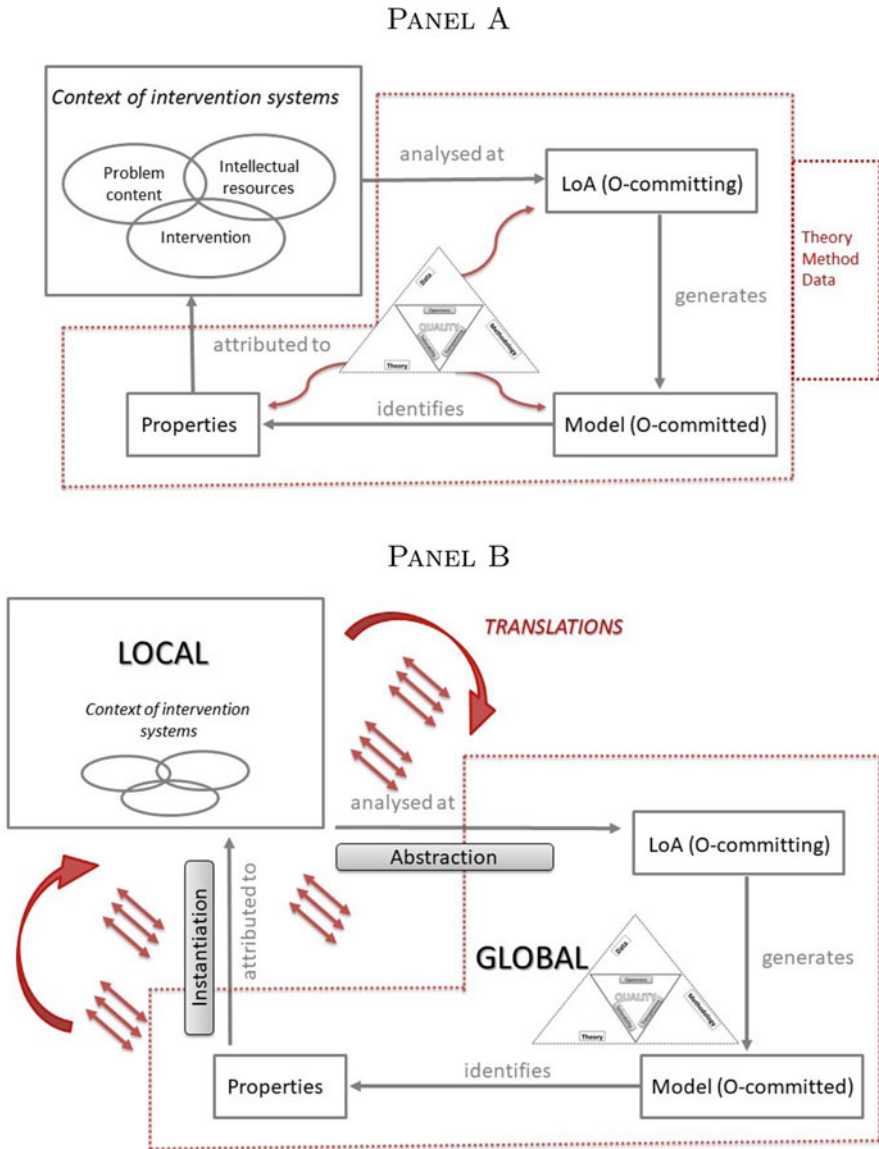 PANEL A
Context of intervention systems
Problem
content
Intellectual
resources
Intervention
analysed at
LoA (O-committing)
Theory
Method
Data
generates
Data
Openness
QUALITY
Methodology
Theory
attributed to
Properties
identifies
Model (O-committed)
PANEL B
LOCAL
TRANSLATIONS
Context of intervention
systems
analysed at
Abstraction
LoA (O-committing)
Instantiation
attributed to
GLOBAL
Data
Openness
QUALITY
Methodology
Theory
generates
Properties
identifies
Model (O-committed)